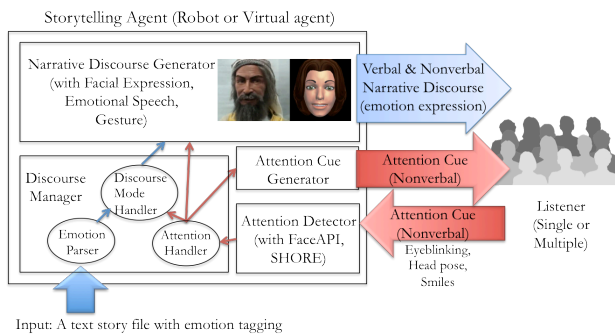 Storytelling Agent (Robot or Virtual agent)
Narrative Discourse Generator
(with Facial Expression,
Emotional Speech,
Gesture)
Verbal & Nonverbal
Narrative Discourse
(emotion expression)
Discourse
Manager
Discourse
Mode
Handler
Emotion
Parser
Attention
Handler
Attention Cue
Generator
Attention Cue
(Nonverbal)
Attention Detector
(with FaceAPI,
SHORE)
Attention Cue
(Nonverbal)
Eyeblinking,
Head pose,
Smiles
Listener
(Single or
Multiple)
Input: A text story file with emotion tagging